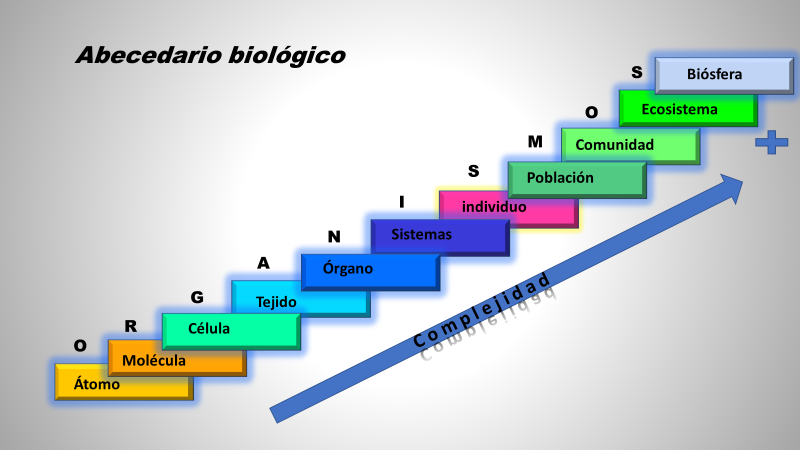 Abecedario biológico
S
Biósfera
O
Ecosistema
M
Comunidad
S
Población
I
individuo
N
Sistemas
A
Órgano
G
Tejido
R
Célula
O
Molécula
Átomo
Complejidad